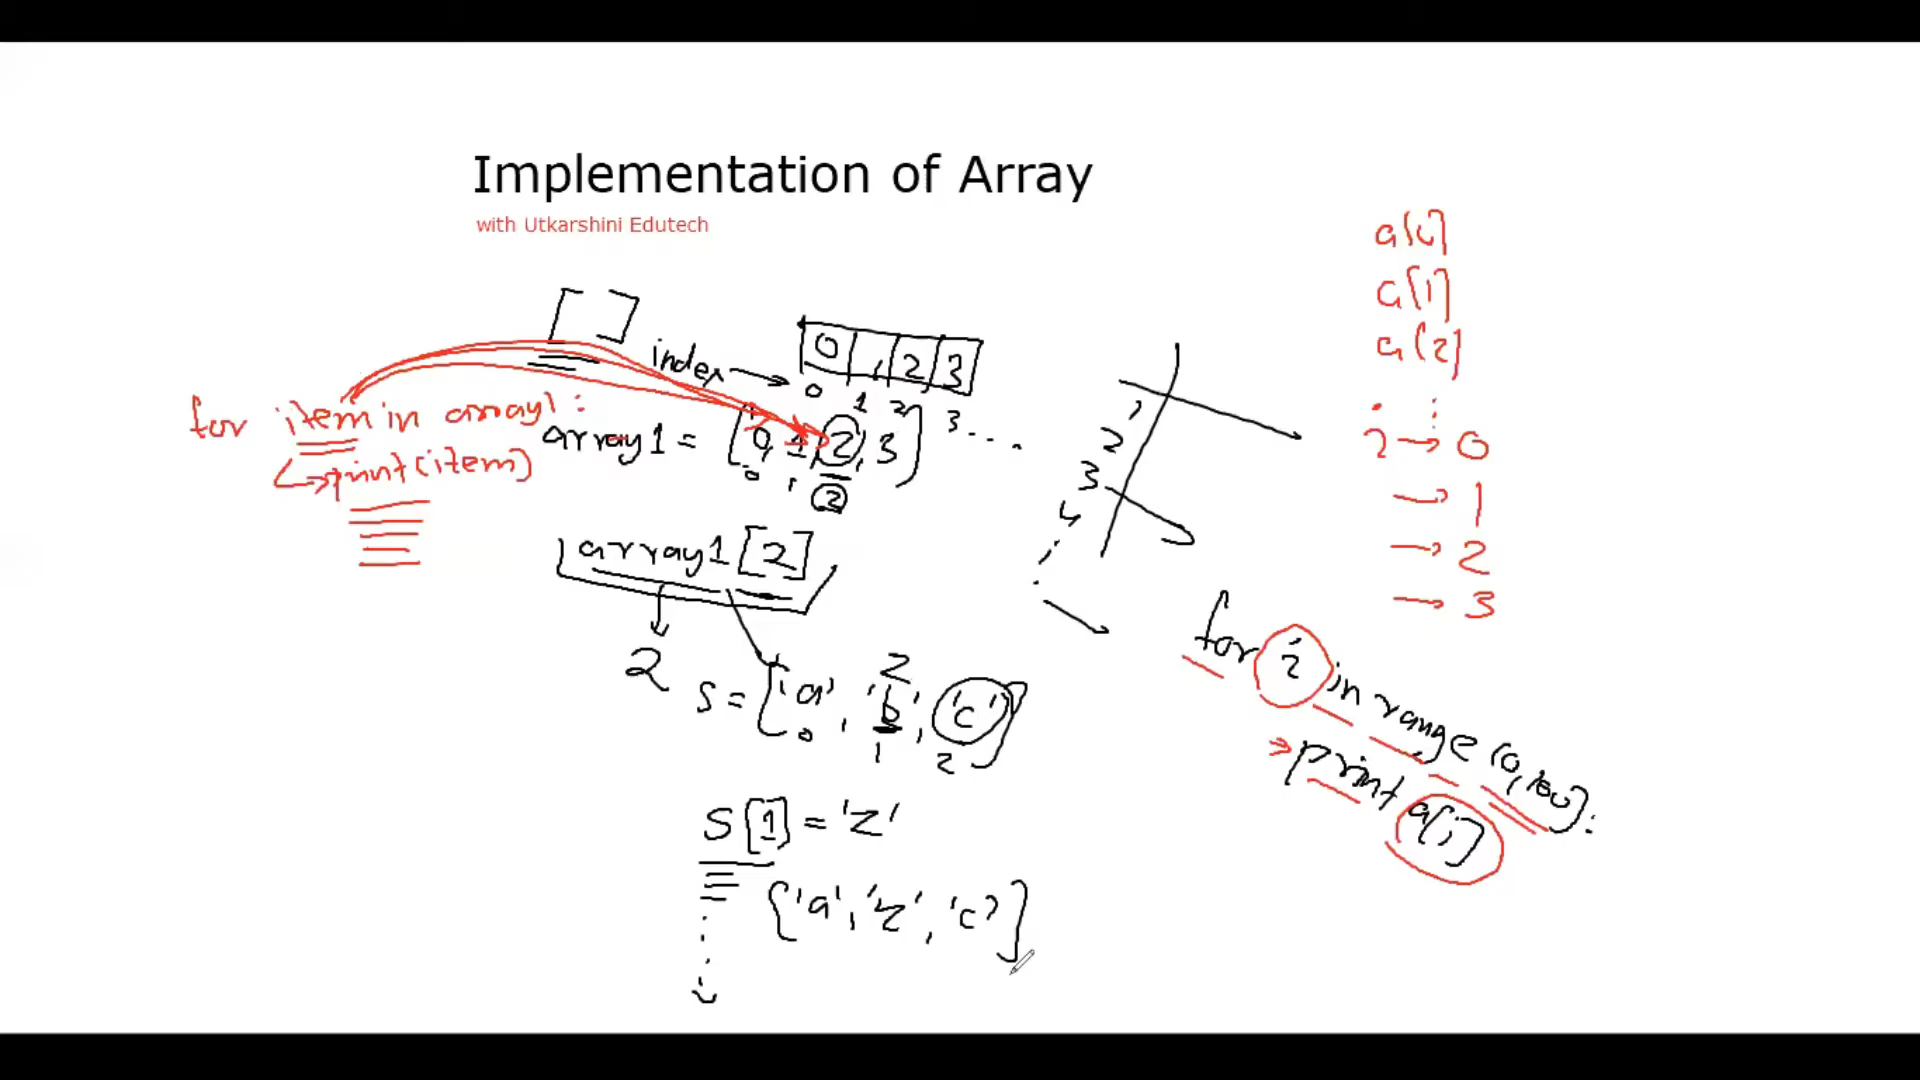 Implementation of Array
with Utkarshini Edutech
[ ]
index → 0 , 2 3
0 1 2 3 ...
array1 = [0, 1, 2, 3]
0 1 2
for item in array1 :
print(item)
array1[2]
2
s = ['a', 'b', 'c']
z
0 1 2
s[1] = 'z'
['a', 'z', 'c']
1
2
3
4
a[0]
a[1]
a[2]
i → 0
→ 1
→ 2
→ 3
for i in range (0,100):
print a[i]